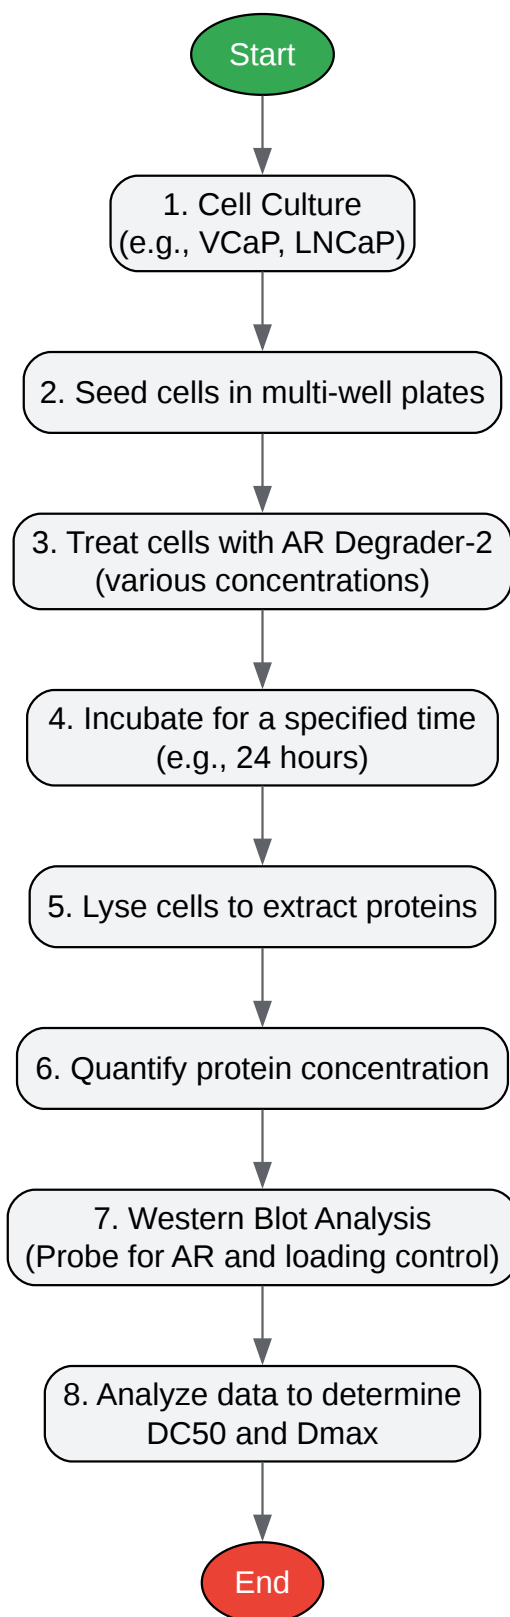 Start
1. Cell Culture
(e.g., VCaP, LNCaP)
2. Seed cells in multi-well plates
3. Treat cells with AR Degrader-2
(various concentrations)
4. Incubate for a specified time
(e.g., 24 hours)
5. Lyse cells to extract proteins
6. Quantify protein concentration
7. Western Blot Analysis
(Probe for AR and loading control)
8. Analyze data to determine
DC50 and Dmax
End